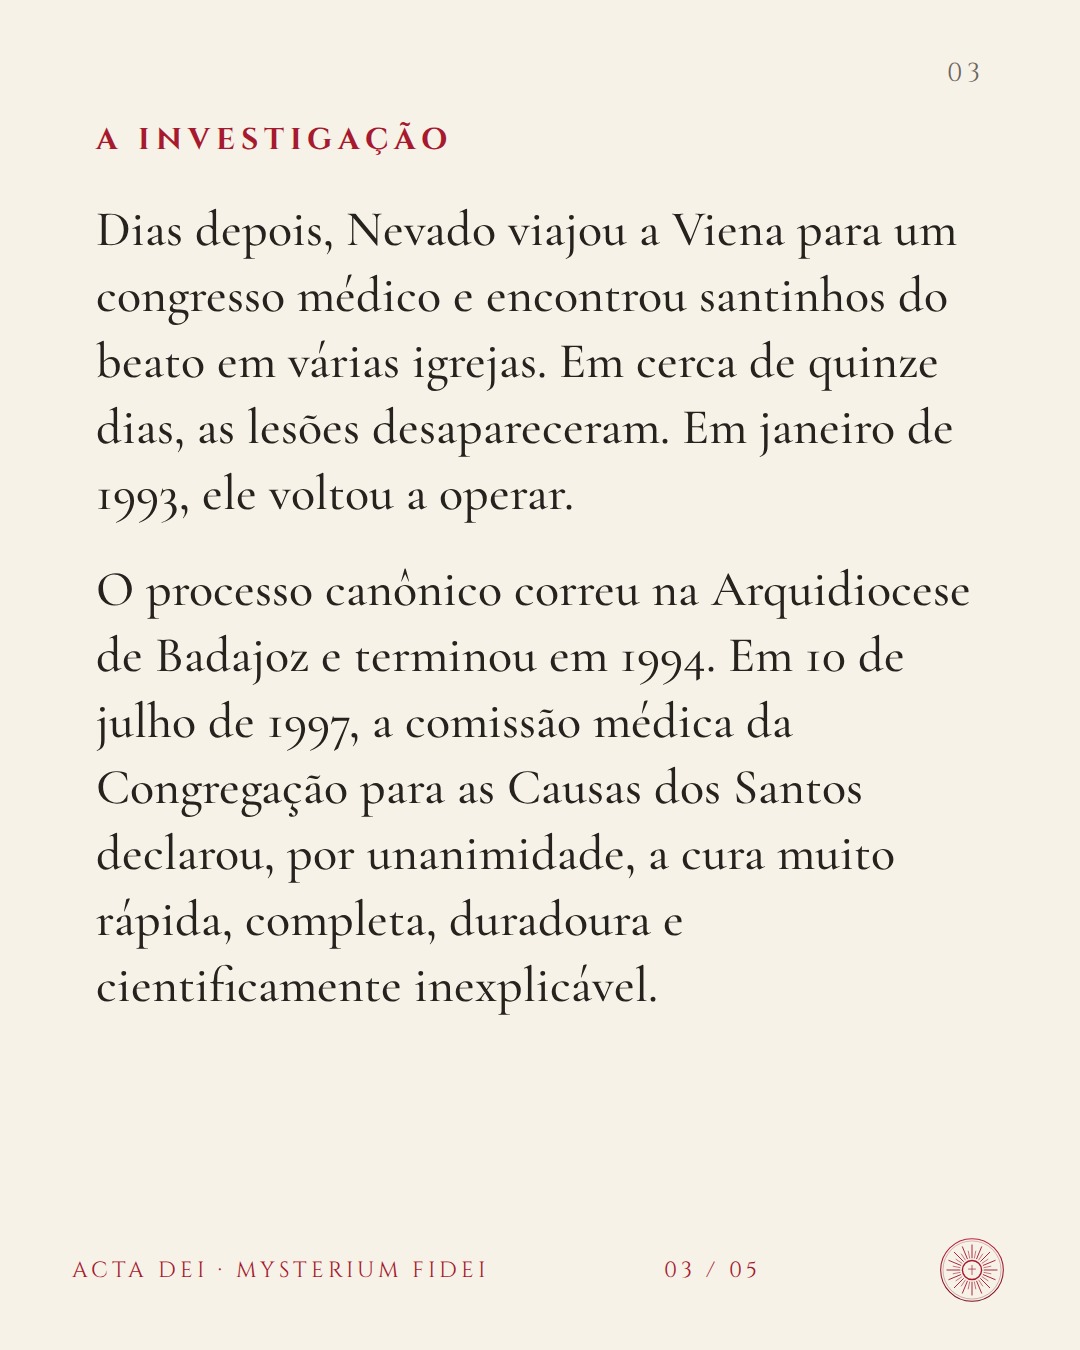 03
A INVESTIGAÇÃO
Dias depois, Nevado viajou a Viena para um
congresso médico e encontrou santinhos do
beato em várias igrejas. Em cerca de quinze
dias, as lesões desapareceram. Em janeiro de
1993, ele voltou a operar.
O processo canônico correu na Arquidiocese
de Badajoz e terminou em 1994. Em 10 de
julho de 1997, a comissão médica da
Congregação para as Causas dos Santos
declarou, por unanimidade, a cura muito
rápida, completa, duradoura e
cientificamente inexplicável.
ACTA DEI · MYSTERIUM FIDEI
03 / 05